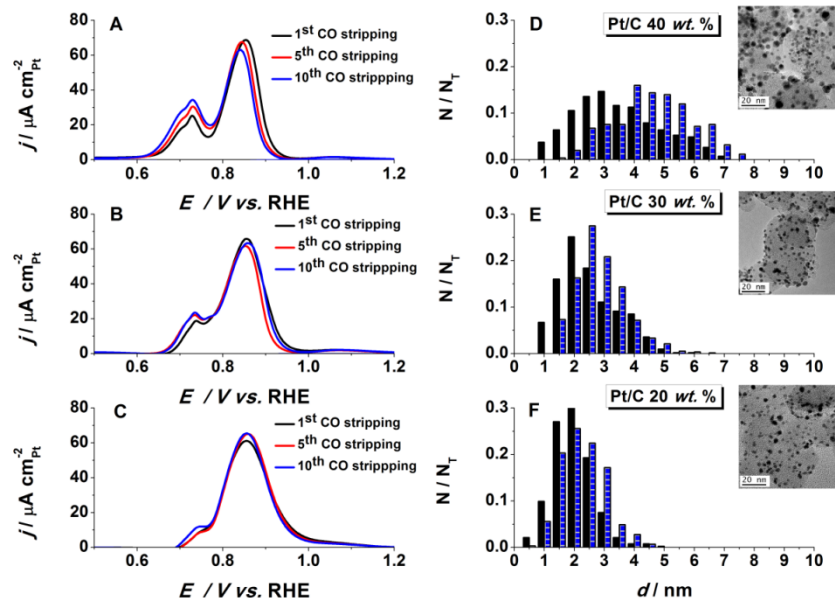 A
1st CO stripping
5th CO stripping
10th CO strippping
80
60
40
20
0
j / μA cm-2Pt
0.6 0.8 1.0 1.2
E / V vs. RHE
B
1st CO stripping
5th CO stripping
10th CO strippping
80
60
40
20
0
j / μA cm-2Pt
0.6 0.8 1.0 1.2
E / V vs. RHE
C
1st CO stripping
5th CO stripping
10th CO strippping
80
60
40
20
0
j / μA cm-2Pt
0.6 0.8 1.0 1.2
E / V vs. RHE
D
Pt/C 40 wt. %
20 nm
0.3
0.2
0.1
0.0
N / NT
0 1 2 3 4 5 6 7 8 9 10
E
Pt/C 30 wt. %
20 nm
0.3
0.2
0.1
0.0
N / NT
0 1 2 3 4 5 6 7 8 9 10
F
Pt/C 20 wt. %
20 nm
0.3
0.2
0.1
0.0
N / NT
0 1 2 3 4 5 6 7 8 9 10
d / nm